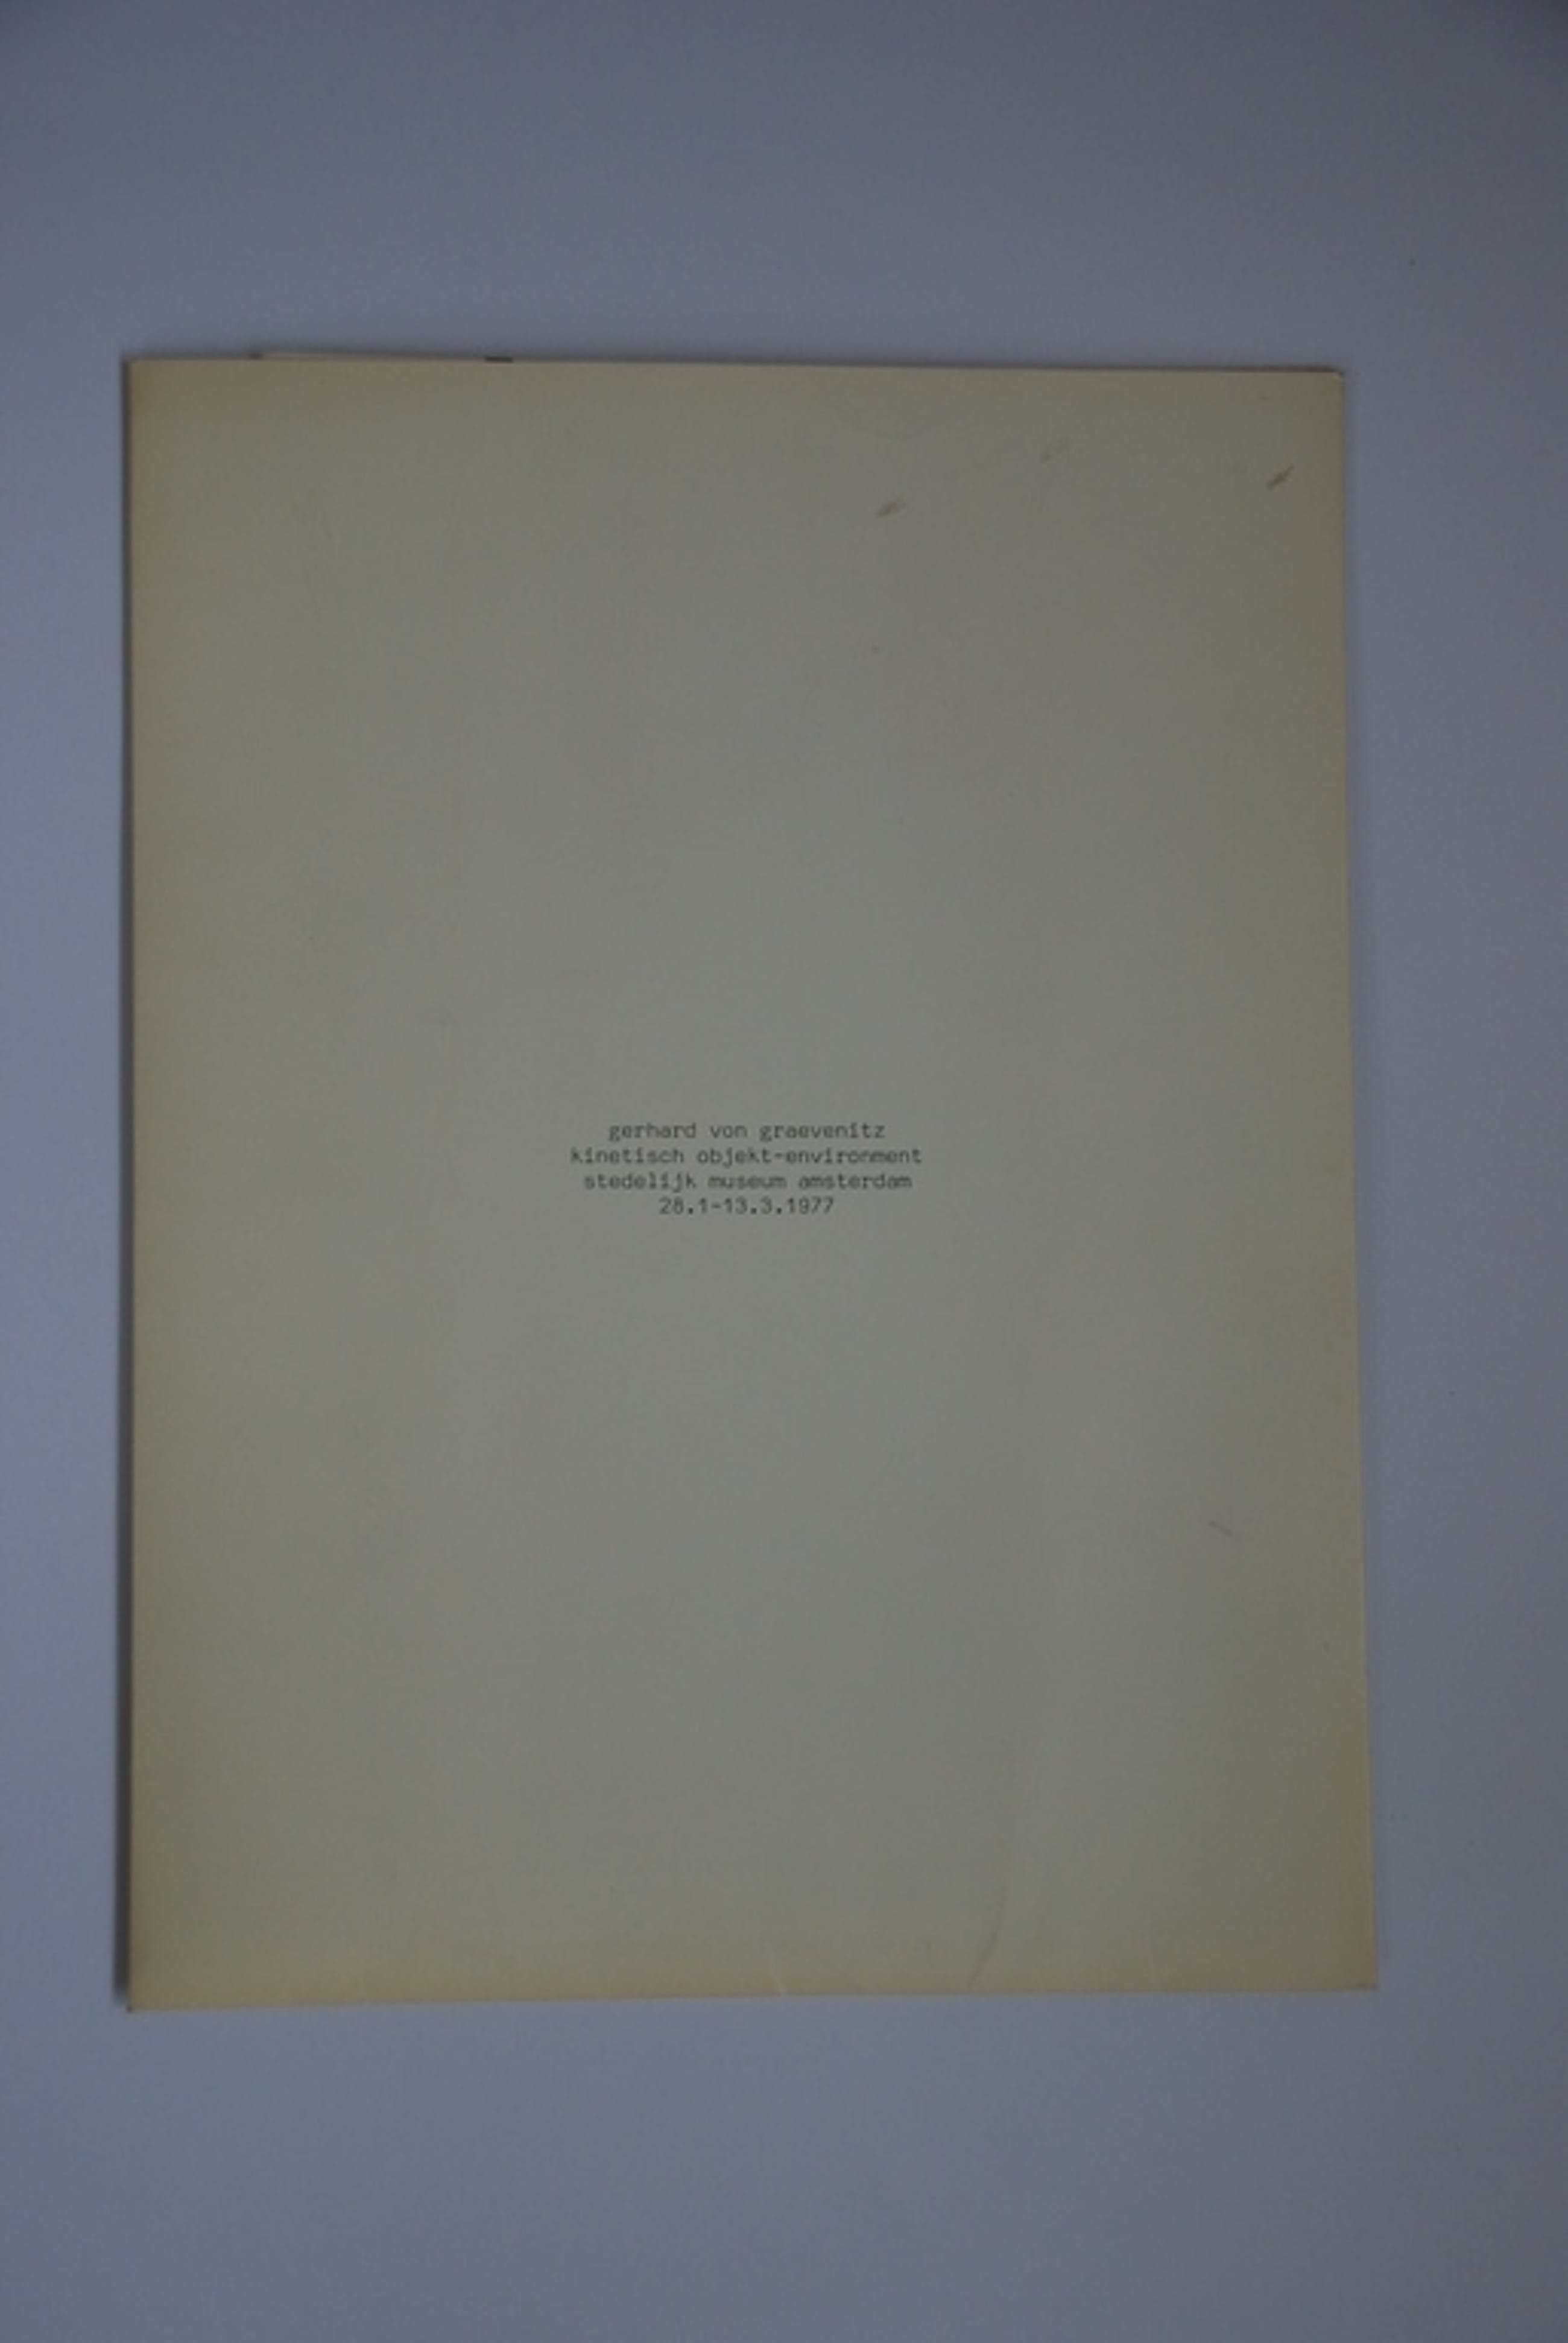 gerhard von graevenitz
kinetisch objekt-environment
stedelijk museum amsterdam
28.1-13.3.1977